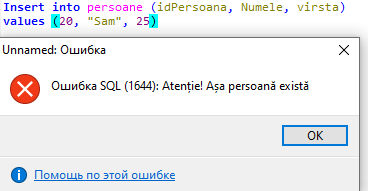 Insert into persoane (idPersoana, Numele, virsta)
values (20, "Sam", 25)
Unnamed: Ошибка
Ошибка SQL (1644): Atenție! Așa persoană există
OK
Помощь по этой ошибке